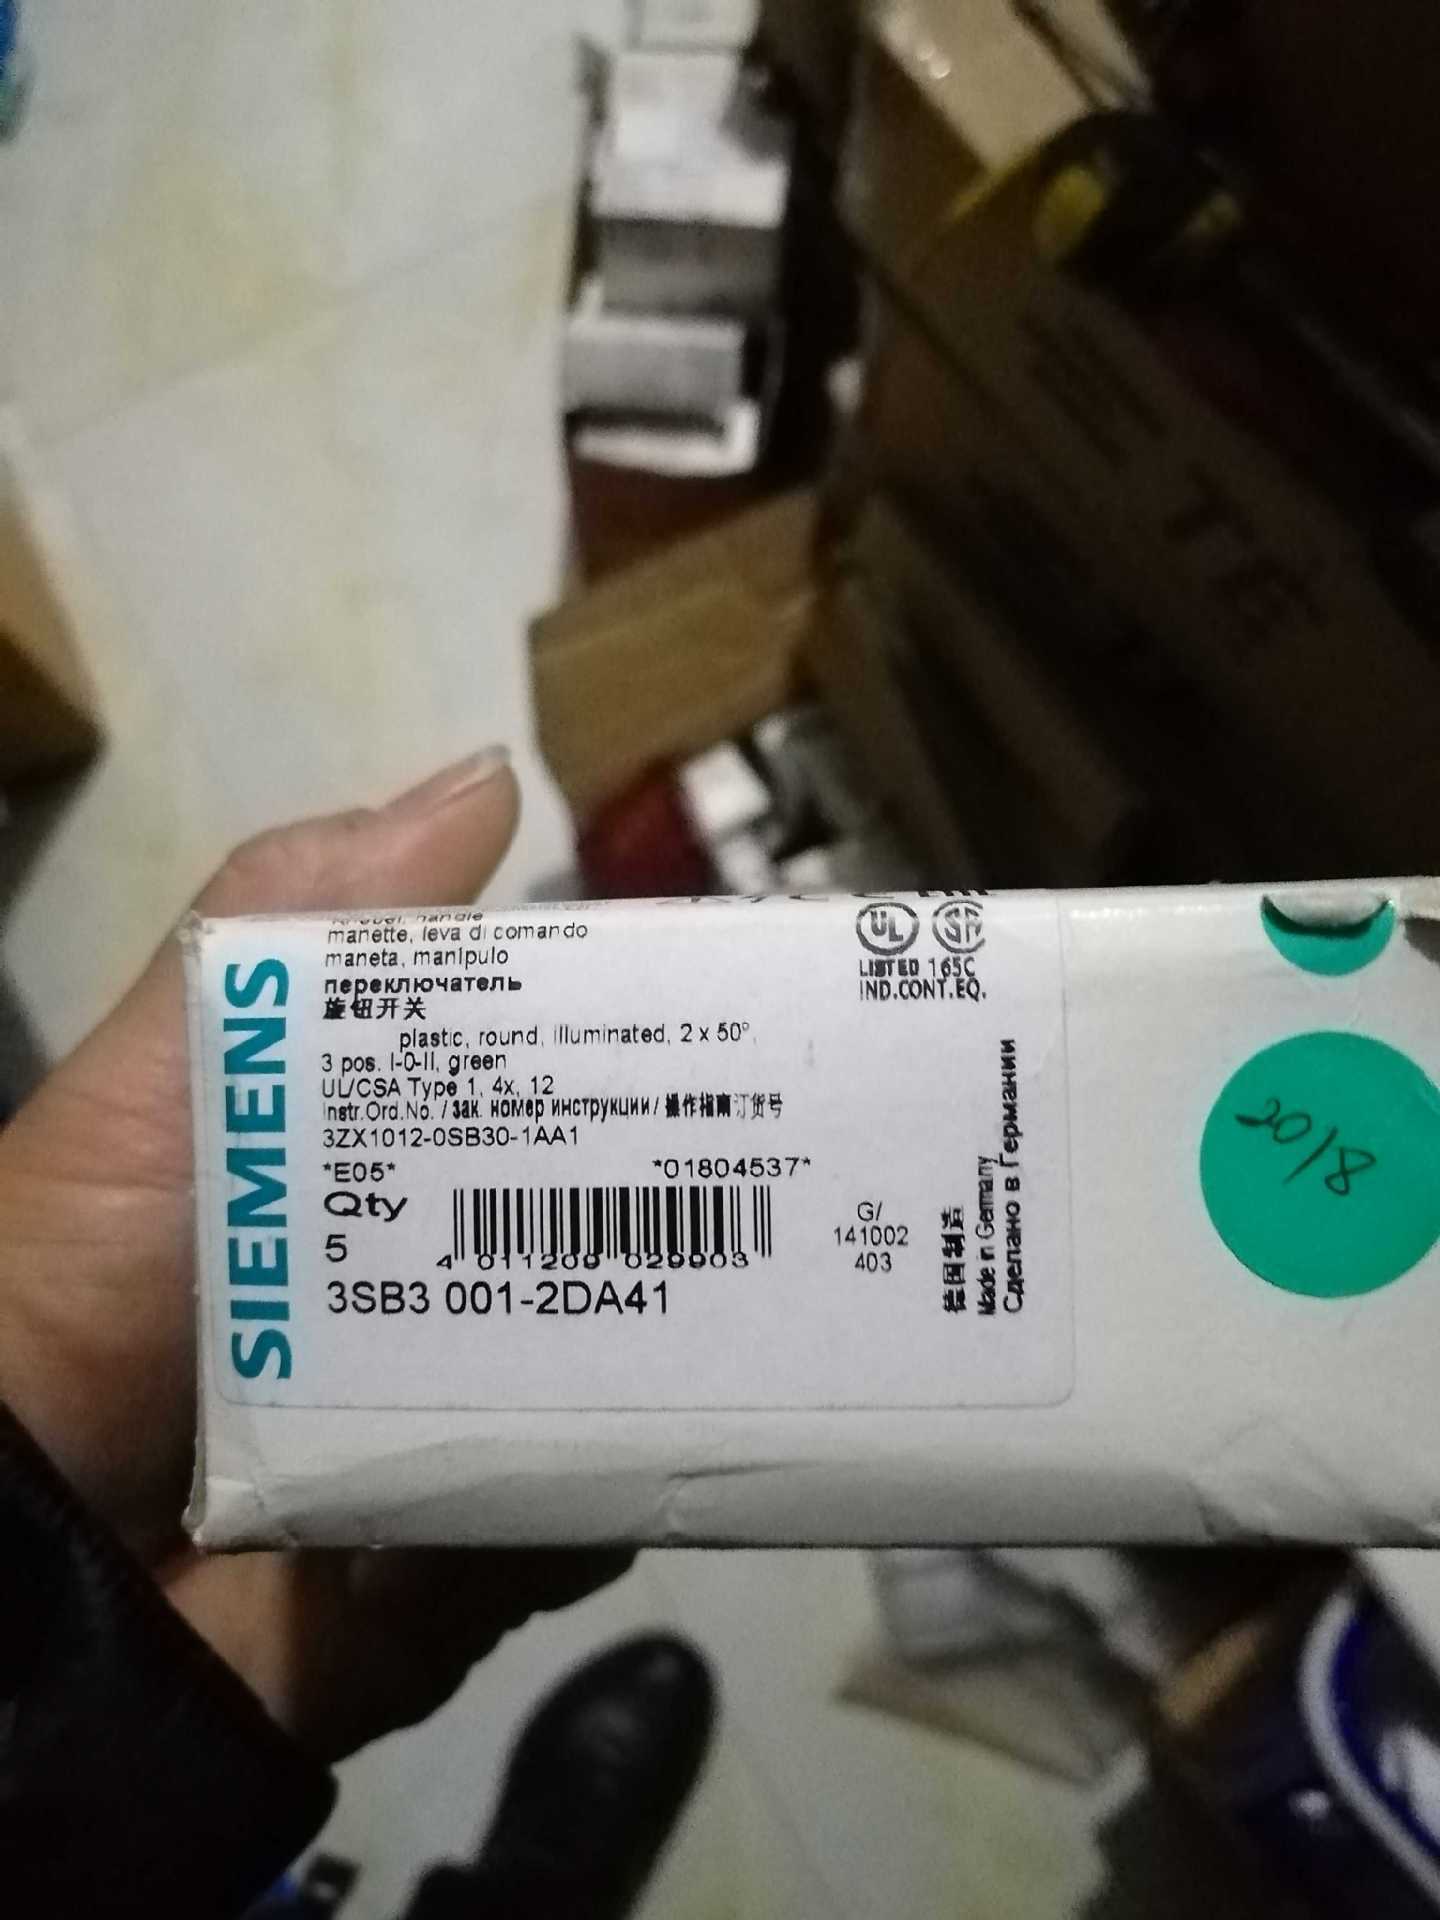 SIEMENS
Knebel, handle
manette, leva di comando
maneta, manipulo
переключатель
旋钮开关
plastic, round, illuminated, 2 x 50°,
3 pos. I-0-II, green
UL/CSA Type 1, 4x, 12
Instr.Ord.No. / зак. номер инструкции / 操作指南订货号
3ZX1012-0SB30-1AA1
*E05* *01804537*
Qty
5
4 011209 029903
3SB3 001-2DA41
UL
LISTED 165C
IND.CONT.EQ.
G/
141002
403
德国制造
Made in Germany
Сделано в Германии
2018